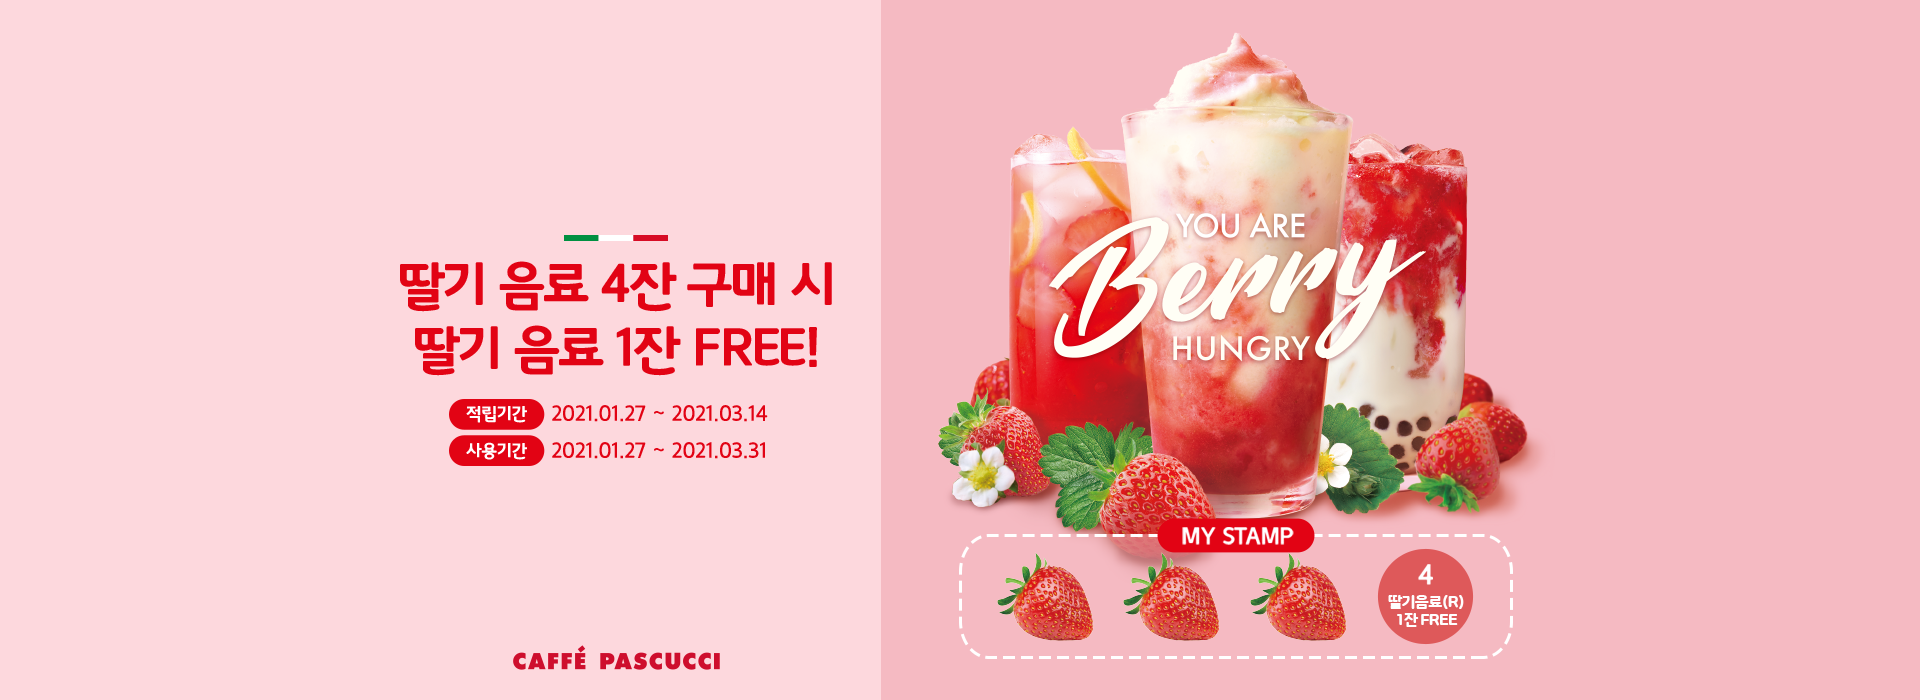 딸기 음료 4잔 구매 시
딸기 음료 1잔 FREE!
적립기간 2021.01.27 ~ 2021.03.14
사용기간 2021.01.27 ~ 2021.03.31
CAFFÉ PASCUCCI
YOU ARE
Berry
HUNGRY
MY STAMP
4
딸기음료(R)
1잔 FREE